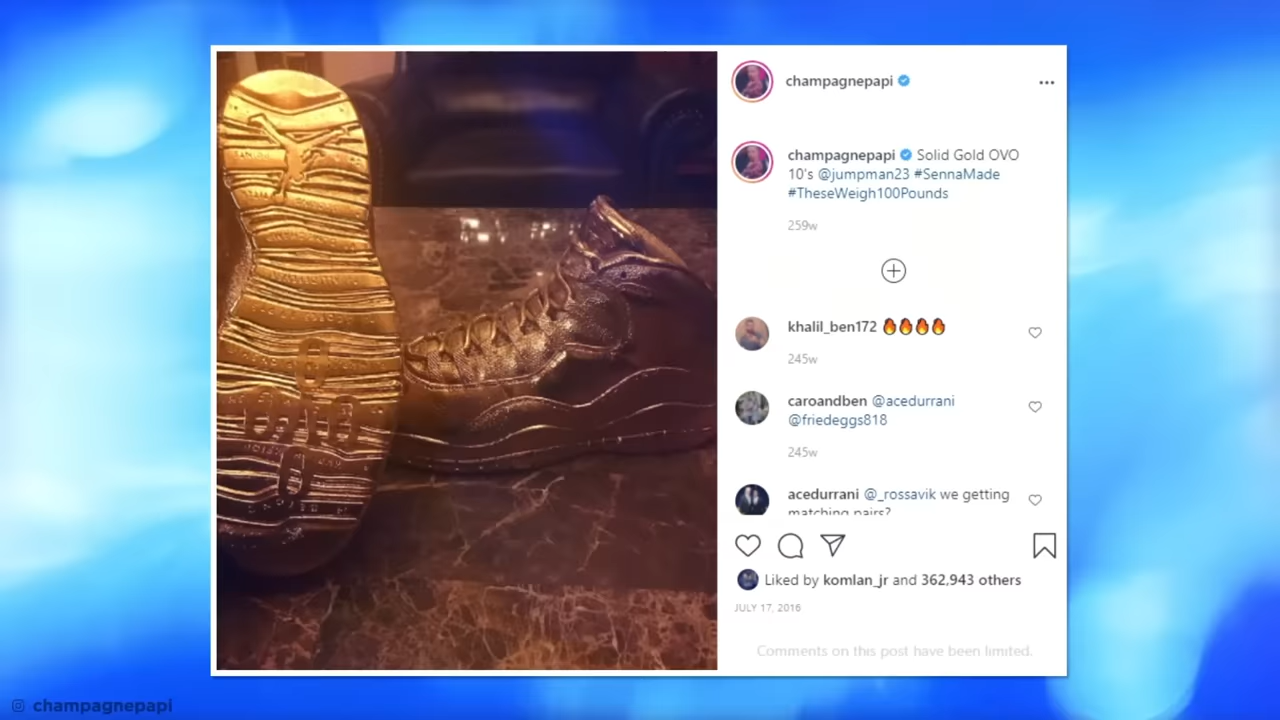 champagnepapi
champagnepapi Solid Gold OVO
10's @jumpman23 #SennaMade
#TheseWeigh100Pounds
259w
khalil_ben172 🔥🔥🔥🔥
245w
caroandben @acedurrani
@friedeggs818
245w
acedurrani @_rossavik we getting
matching pairs?
Liked by komlan_jr and 362,943 others
JULY 17, 2016
Comments on this post have been limited.
champagnepapi